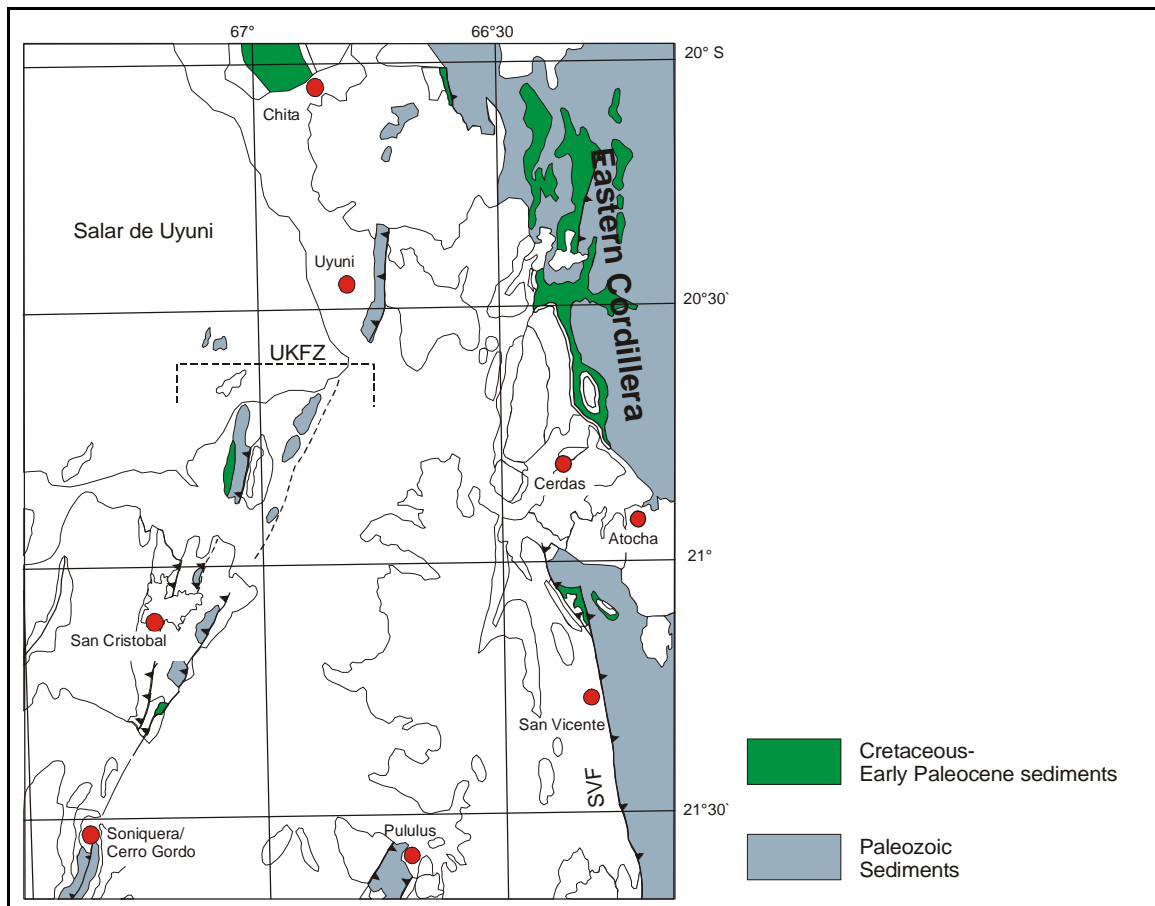 67°
66°30
20° S
Chita
Eastern Cordillera
Salar de Uyuni
Uyuni
20°30`
UKFZ
Cerdas
Atocha
21°
San Cristobal
San Vicente
SVF
Cretaceous-
Early Paleocene sediments
21°30`
Soniquera/
Cerro Gordo
Pululus
Paleozoic
Sediments